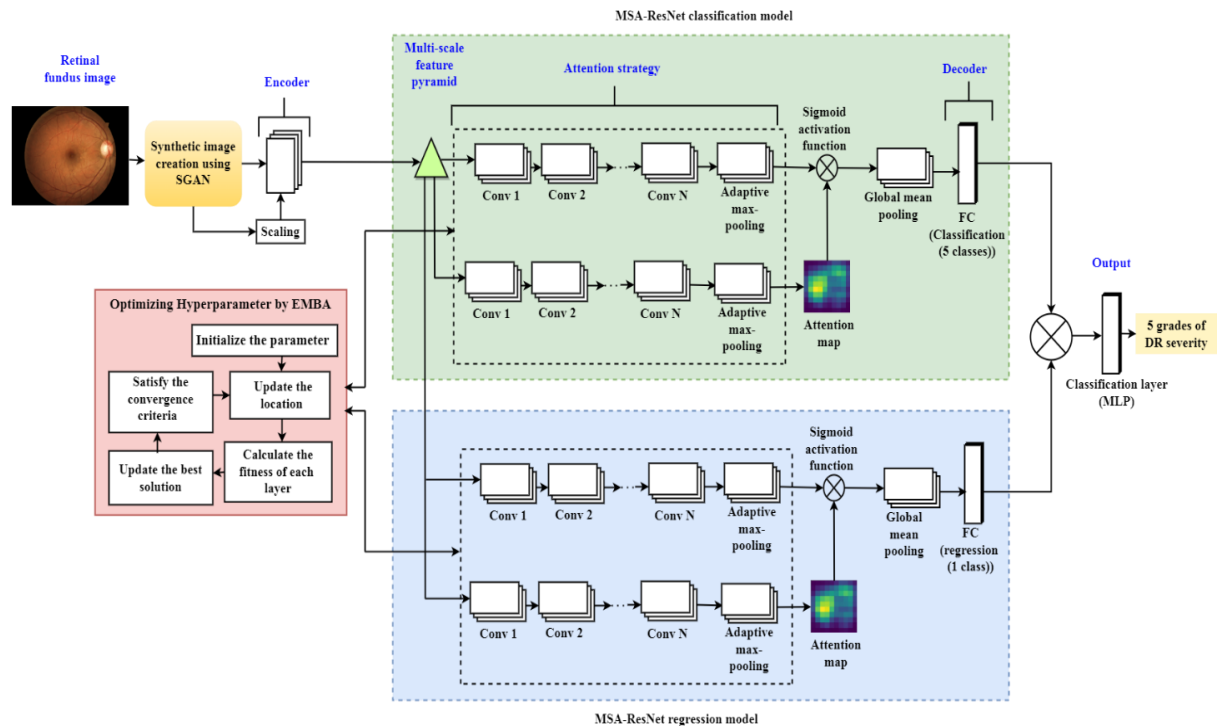 MSA-ResNet classification model
Retinal
fundus image
Synthetic image
creation using
SGAN
Encoder
Scaling
Multi-scale
feature
pyramid
Attention strategy
Conv 1
Conv 2
Conv N
Adaptive
max-
pooling
Sigmoid
activation
function
Global mean
pooling
Decoder
FC
(Classification
(5 classes))
Conv 1
Conv 2
Conv N
Adaptive
max-pooling
Attention
map
Optimizing Hyperparameter by EMBA
Initialize the parameter
Satisfy the
convergence
criteria
Update the
location
Update the best
solution
Calculate the
fitness of each
layer
Conv 1
Conv 2
Conv N
Adaptive
max-
pooling
Sigmoid
activation
function
Global
mean
pooling
FC
(regression
(1 class))
Conv 1
Conv 2
Conv N
Adaptive
max-
pooling
Attention
map
Output
5 grades of
DR severity
Classification layer
(MLP)
MSA-ResNet regression model